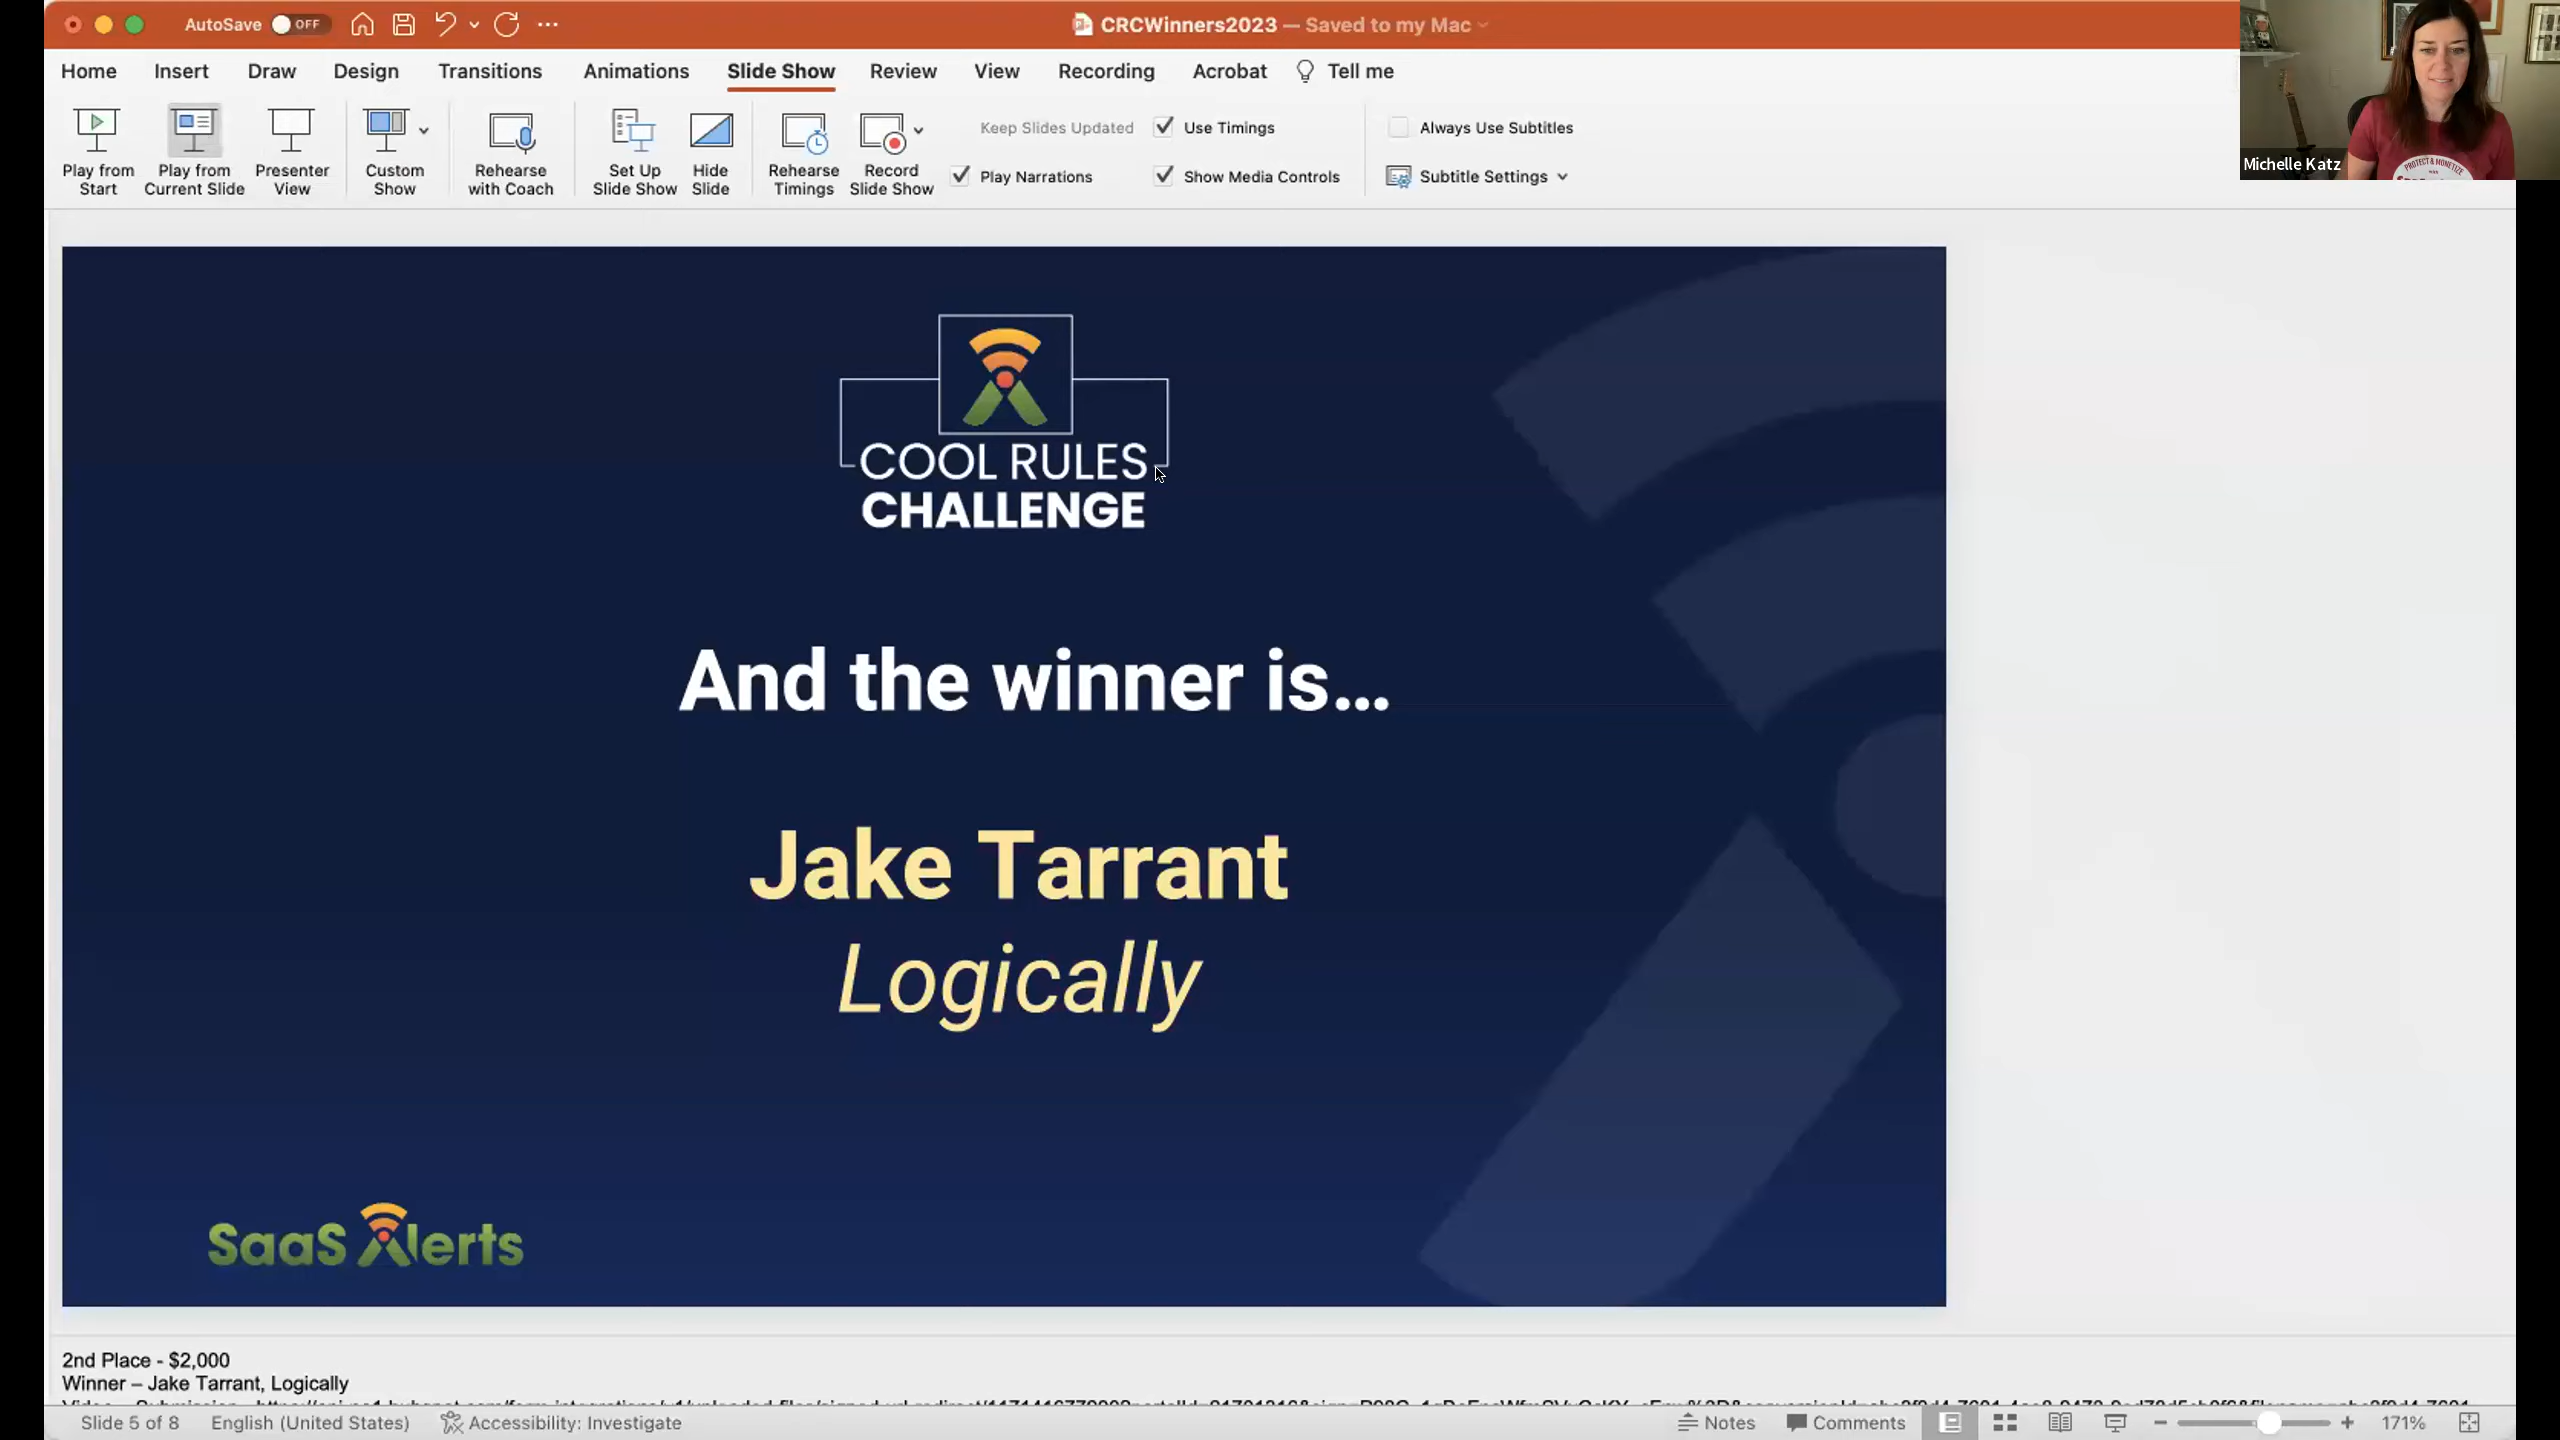 AutoSave OFF
CRCWinners2023 — Saved to my Mac
Home Insert Draw Design Transitions Animations Slide Show Review View Recording Acrobat Tell me
Play from Start
Play from Current Slide
Presenter View
Custom Show
Rehearse with Coach
Set Up Slide Show
Hide Slide
Rehearse Timings
Record Slide Show
Keep Slides Updated
Use Timings
Play Narrations
Show Media Controls
Always Use Subtitles
Subtitle Settings
Michelle Katz
PROTECT & MONETIZE
COOL RULES
CHALLENGE
And the winner is...
Jake Tarrant
Logically
SaaS Alerts
2nd Place - $2,000
Winner – Jake Tarrant, Logically
Slide 5 of 8 English (United States) Accessibility: Investigate Notes Comments 171%